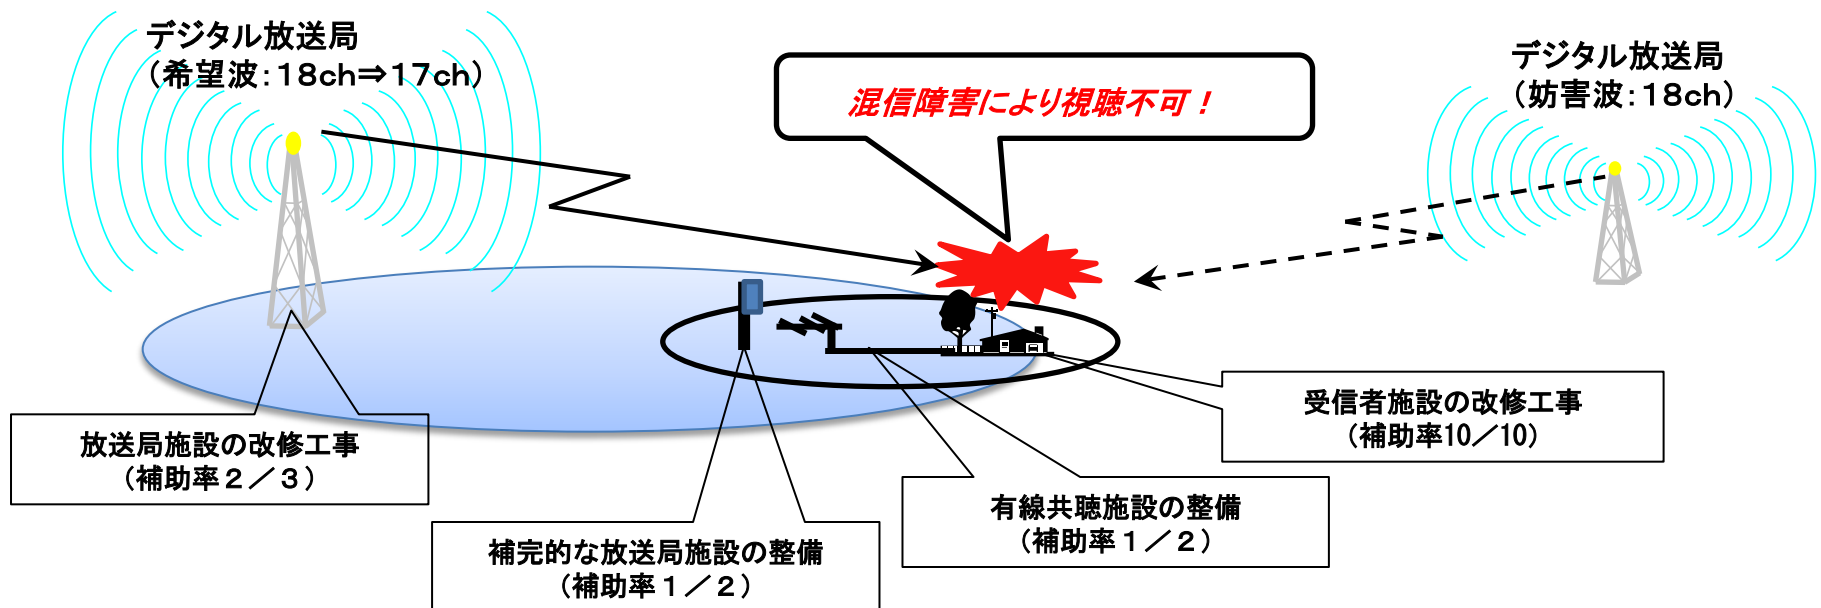 デジタル放送局
（希望波：18ch⇒17ch）
混信障害により視聴不可！
デジタル放送局
（妨害波：18ch）
放送局施設の改修工事
（補助率２／３）
補完的な放送局施設の整備
（補助率１／２）
有線共聴施設の整備
（補助率１／２）
受信者施設の改修工事
（補助率10／10）